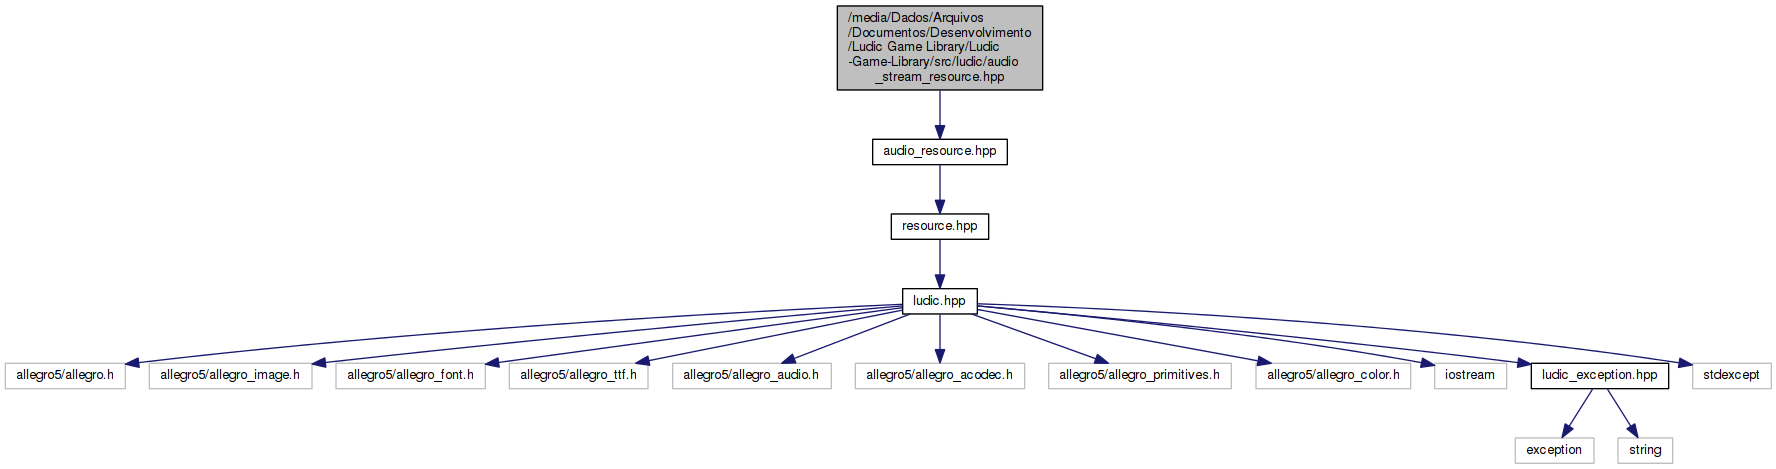 /media/Dados/Arquivos
/Documentos/Desenvolvimento
/Ludic Game Library/Ludic
-Game-Library/src/ludic/audio
_stream_resource.hpp
audio_resource.hpp
resource.hpp
ludic.hpp
allegro5/allegro.h
allegro5/allegro_image.h
allegro5/allegro_font.h
allegro5/allegro_ttf.h
allegro5/allegro_audio.h
allegro5/allegro_acodec.h
allegro5/allegro_primitives.h
allegro5/allegro_color.h
iostream
ludic_exception.hpp
stdexcept
exception
string